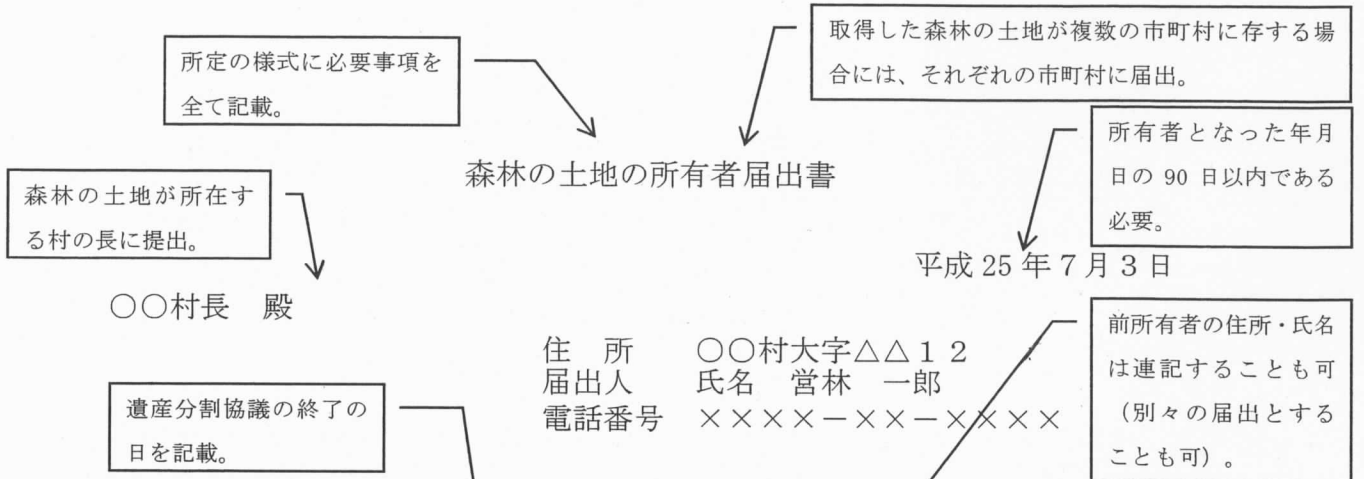 所定の様式に必要事項を
全て記載。
取得した森林の土地が複数の市町村に存する場
合には、それぞれの市町村に届出。
森林の土地の所有者届出書
所有者となった年月
日の 90 日以内である
必要。
森林の土地が所在す
る村の長に提出。
平成 25 年 7 月 3 日
○○村長　殿
前所有者の住所・氏名
は連記することも可
（別々の届出とする
ことも可）。
住　所　○○村大字△△１２
届出人　氏名　営林　一郎
電話番号　××××－××－××××
遺産分割協議の終了の
日を記載。